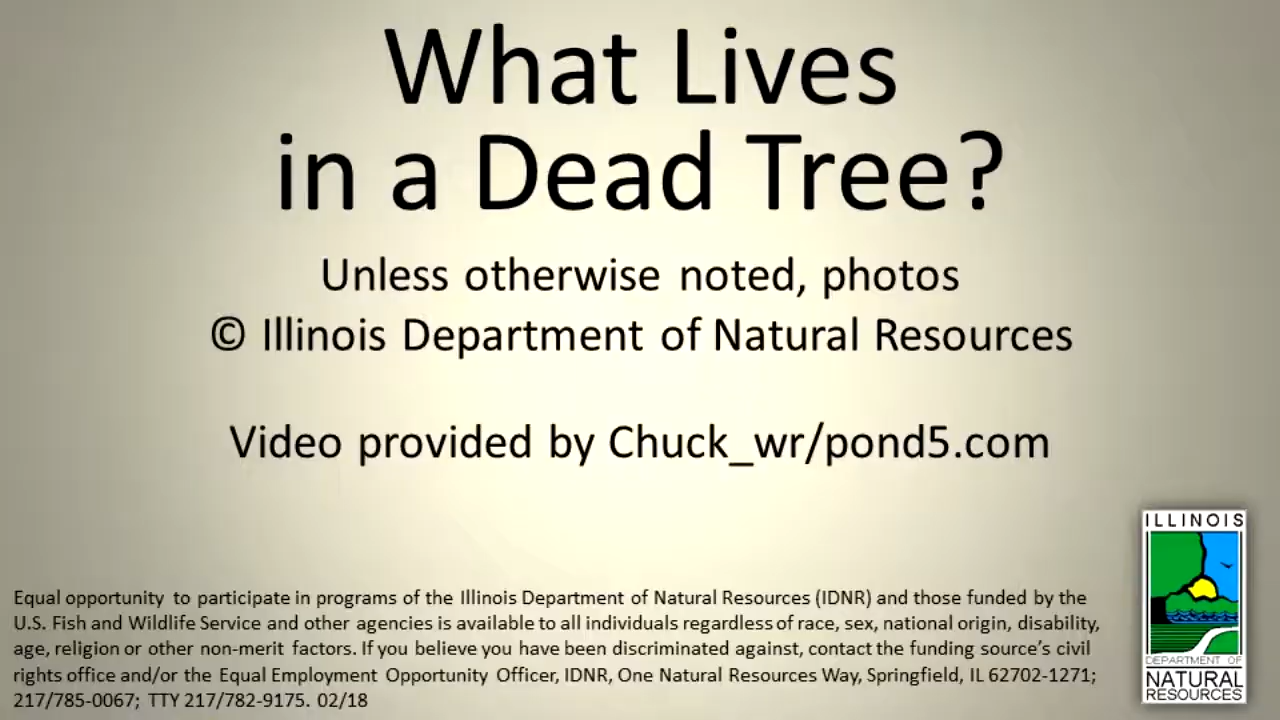 What Lives
in a Dead Tree?
Unless otherwise noted, photos
© Illinois Department of Natural Resources
Video provided by Chuck_wr/pond5.com
Equal opportunity to participate in programs of the Illinois Department of Natural Resources (IDNR) and those funded by the
U.S. Fish and Wildlife Service and other agencies is available to all individuals regardless of race, sex, national origin, disability,
age, religion or other non-merit factors. If you believe you have been discriminated against, contact the funding source's civil
rights office and/or the Equal Employment Opportunity Officer, IDNR, One Natural Resources Way, Springfield, IL 62702-1271;
217/785-0067; TTY 217/782-9175. 02/18
ILLINOIS
DEPARTMENT OF
NATURAL
RESOURCES